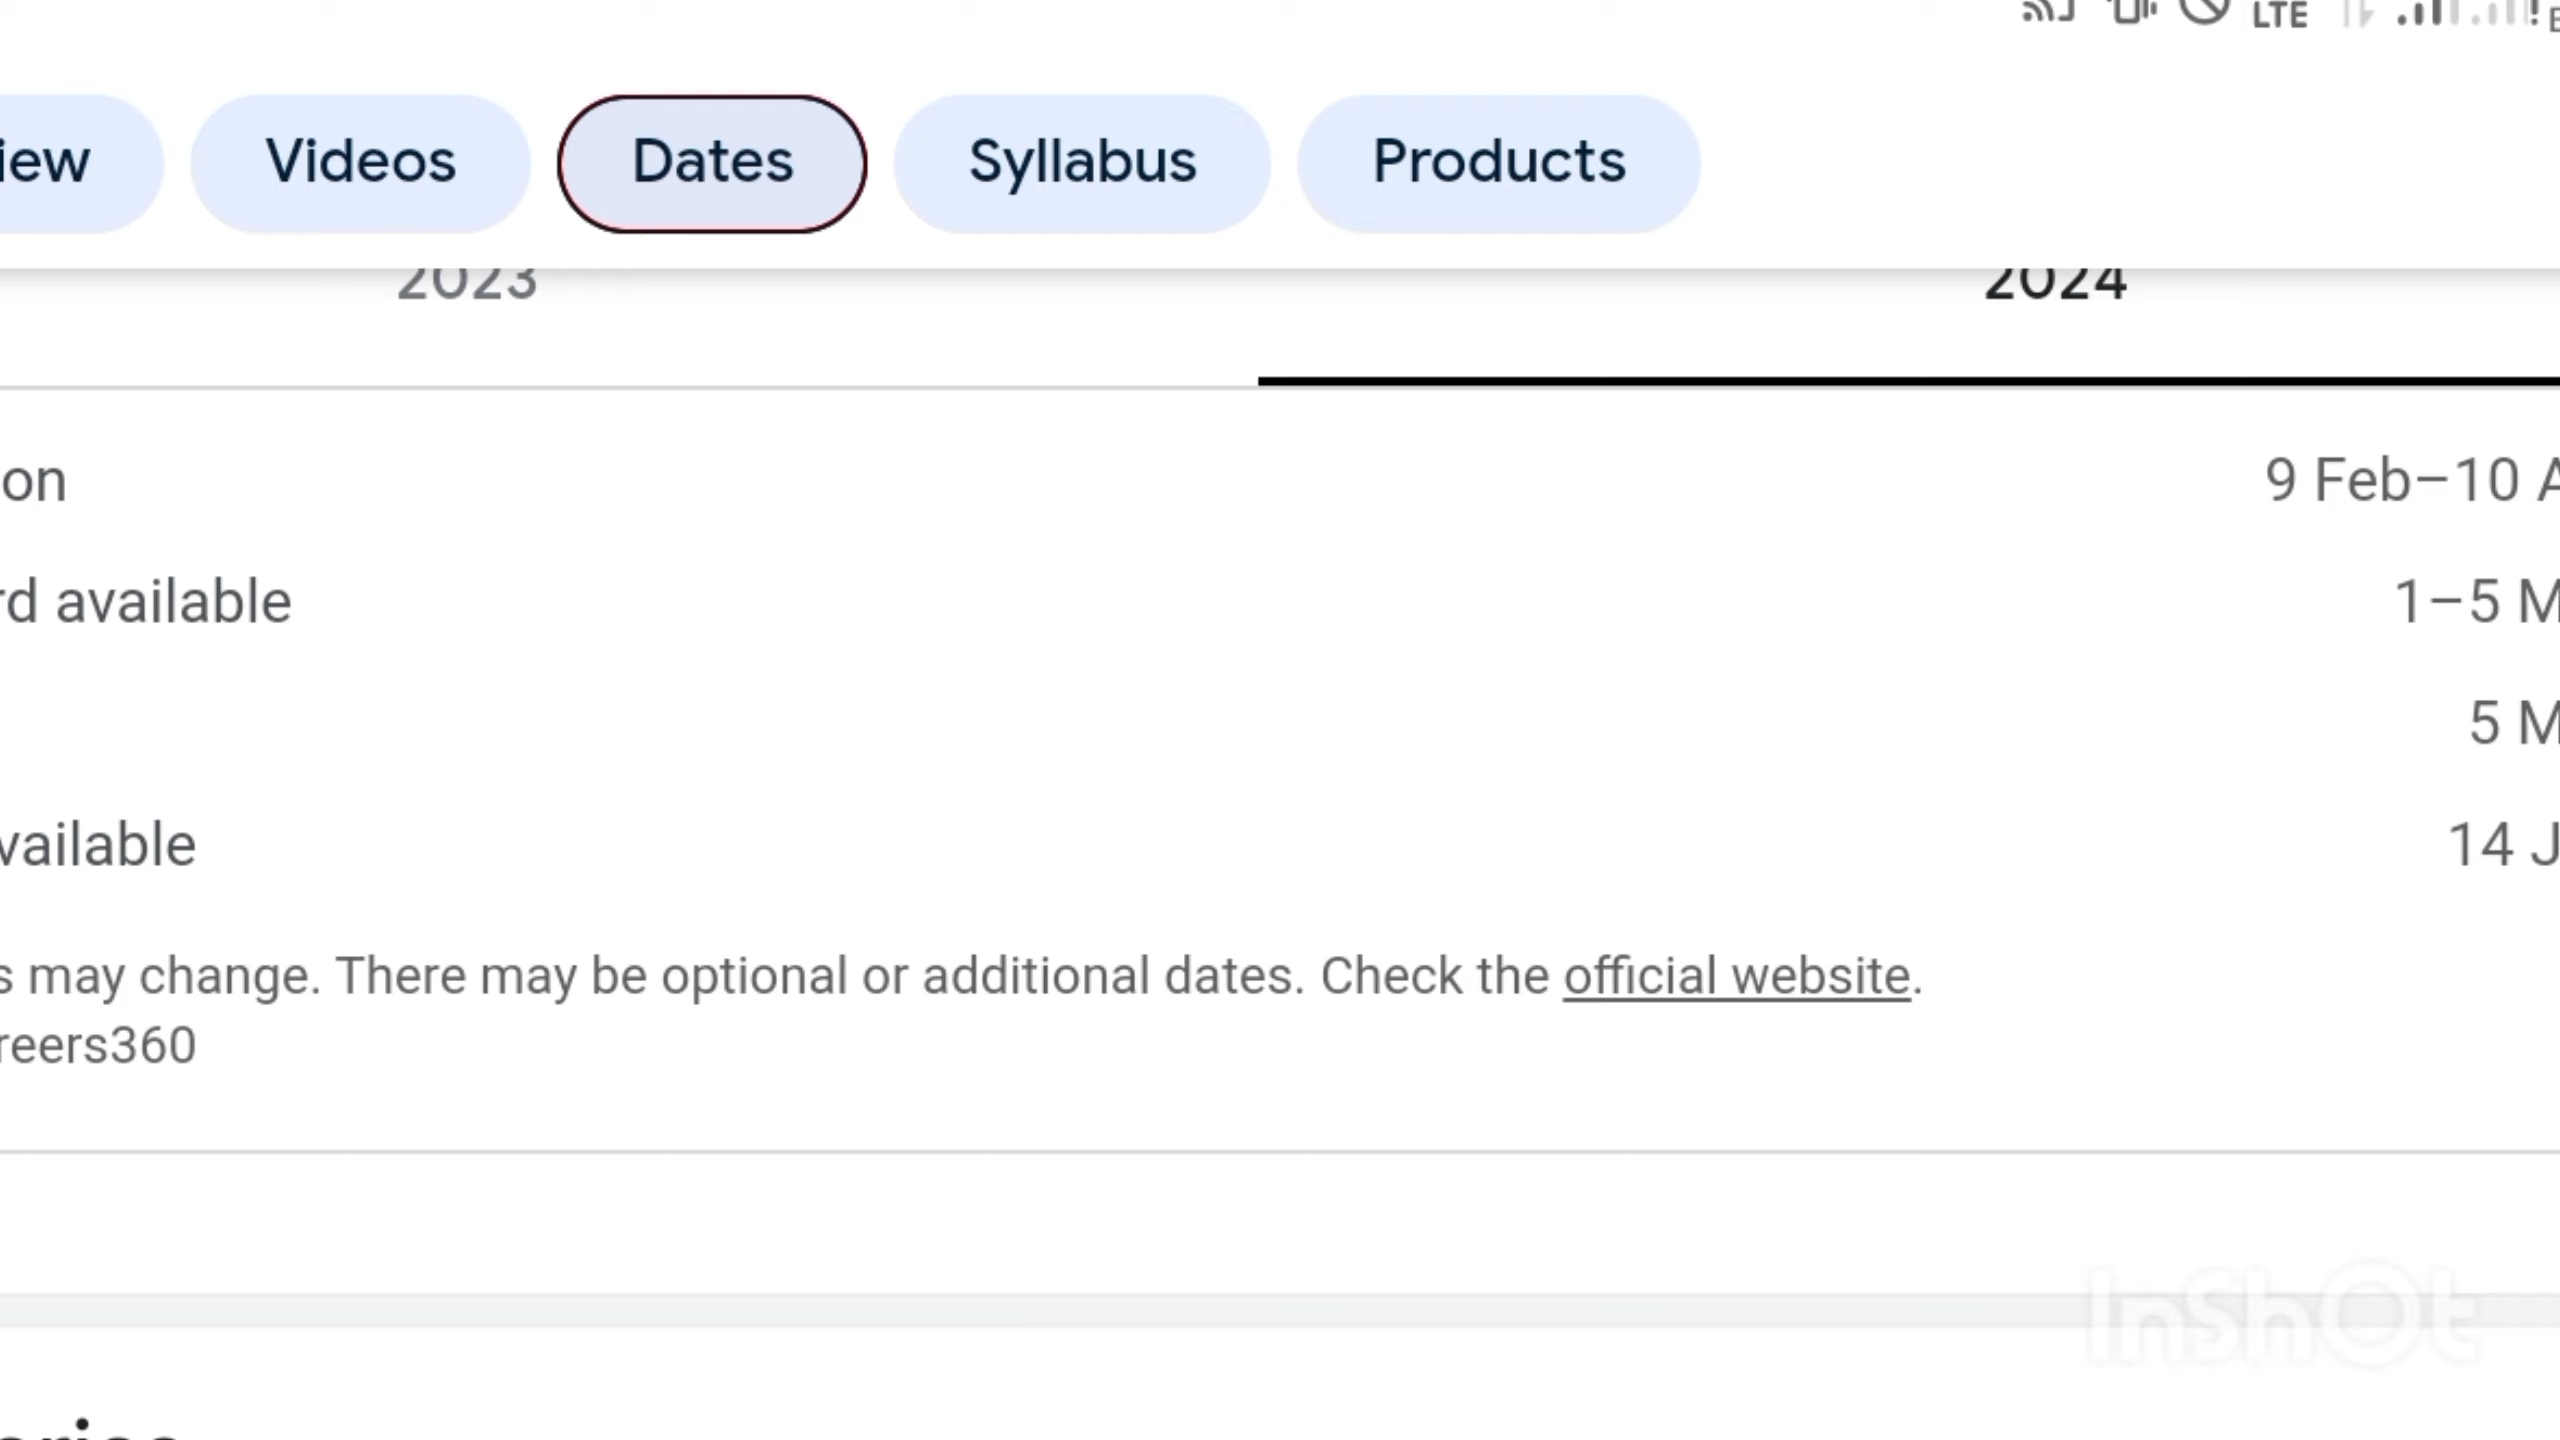 LTE
iew Videos Dates Syllabus Products
2023 2024
on 9 Feb–10 A
rd available 1–5 M
5 M
vailable 14 J
s may change. There may be optional or additional dates. Check the official website.
reers360
InShOt